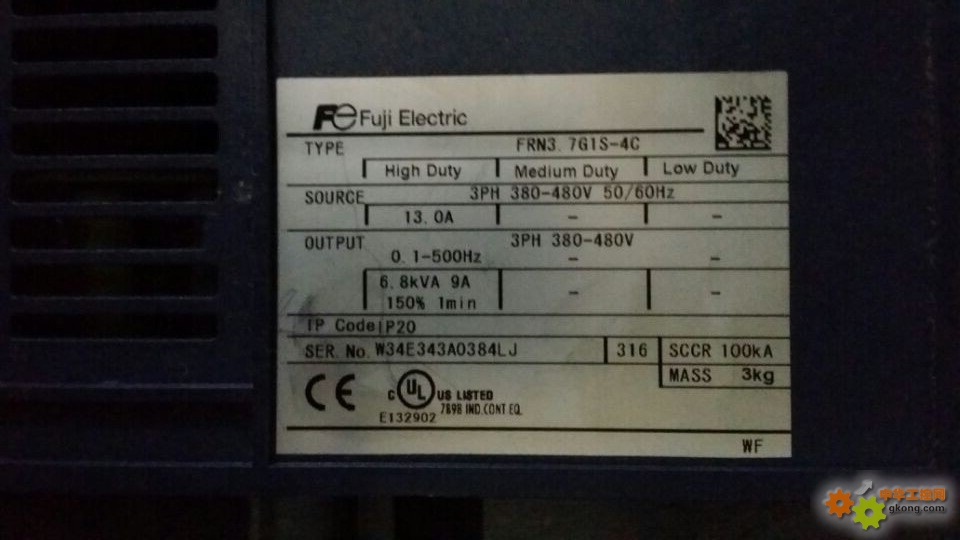 Fe Fuji Electric
TYPE FRN3.7G1S-4C
High Duty Medium Duty Low Duty
SOURCE 3PH 380-480V 50/60Hz
13.0A - -
OUTPUT 3PH 380-480V
0.1-500Hz - -
6.8kVA 9A
150% 1min - -
IP Code IP20
SER. No. W34E343A0384LJ 316 SCCR 100kA
MASS 3kg
CE C UL US LISTED
7898 IND.CONT EQ.
E132902
WF
中华工控网
gkong.com